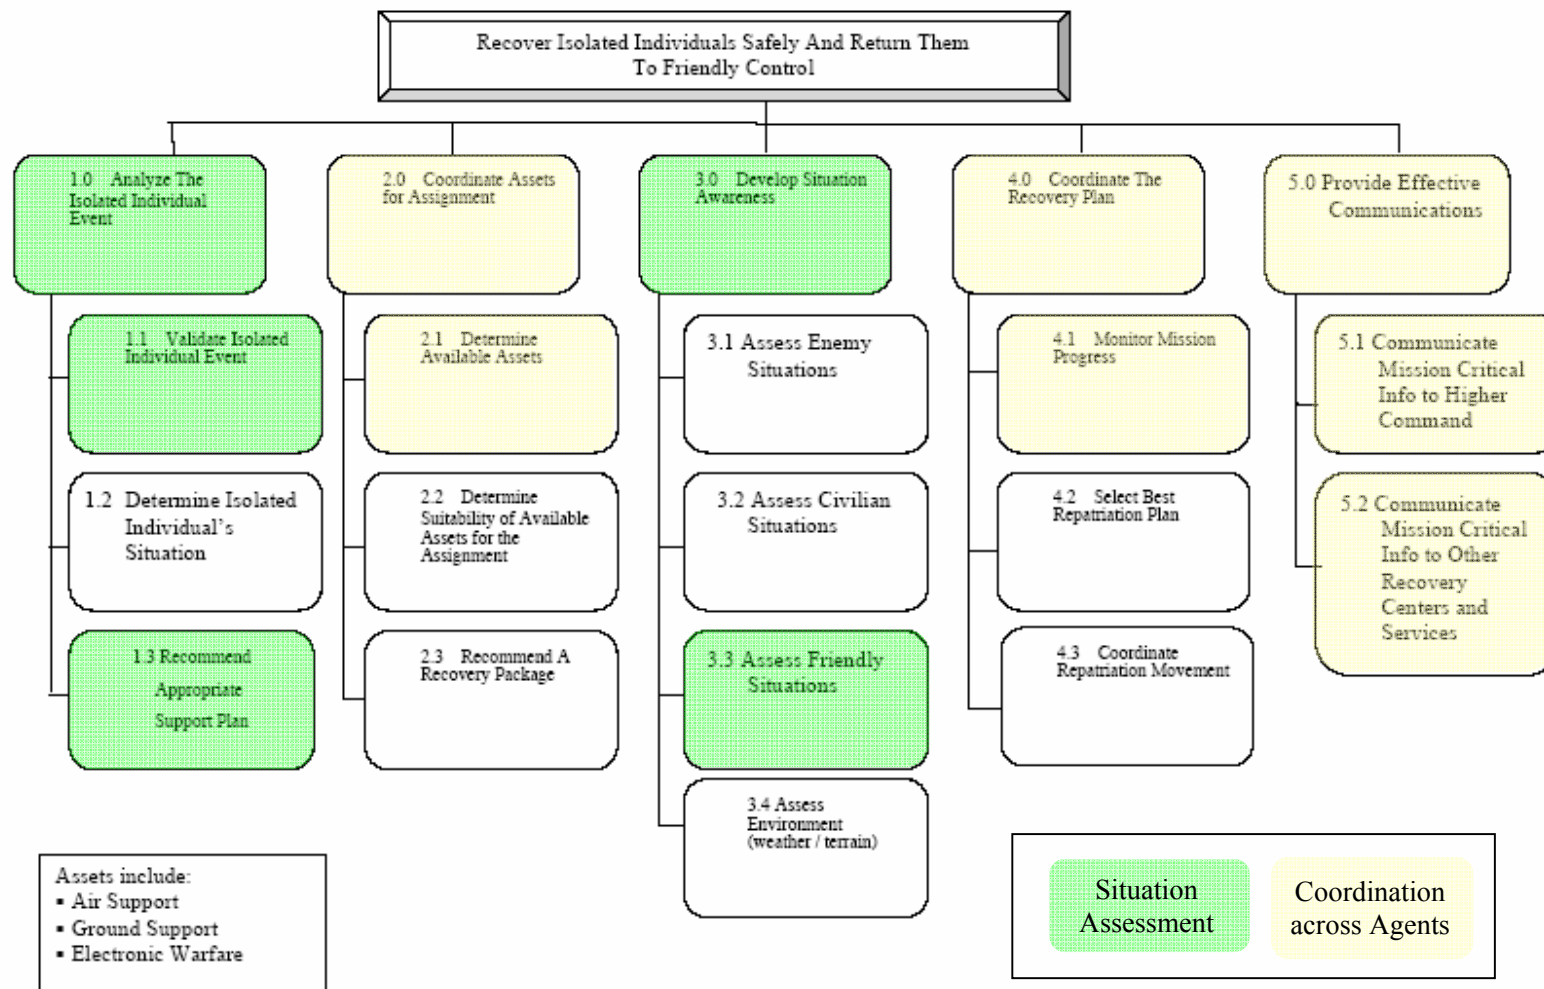 Recover Isolated Individuals Safely And Return Them
To Friendly Control
1.0 Analyze The
Isolated Individual
Event
2.0 Coordinate Assets
for Assignment
3.0 Develop Situation
Awareness
4.0 Coordinate The
Recovery Plan
5.0 Provide Effective
Communications
1.1 Validate Isolated
Individual Event
2.1 Determine
Available Assets
3.1 Assess Enemy
Situations
4.1 Monitor Mission
Progress
5.1 Communicate
Mission Critical
Info to Higher
Command
1.2 Determine Isolated
Individual's
Situation
2.2 Determine
Suitability of Available
Assets for the
Assignment
3.2 Assess Civilian
Situations
4.2 Select Best
Repatriation Plan
5.2 Communicate
Mission Critical
Info to Other
Recovery
Centers and
Services
1.3 Recommend
Appropriate
Support Plan
2.3 Recommend A
Recovery Package
3.3 Assess Friendly
Situations
4.3 Coordinate
Repatriation Movement
3.4 Assess
Environment
(weather / terrain)
Assets include:
▪ Air Support
▪ Ground Support
▪ Electronic Warfare
Situation
Assessment
Coordination
across Agents